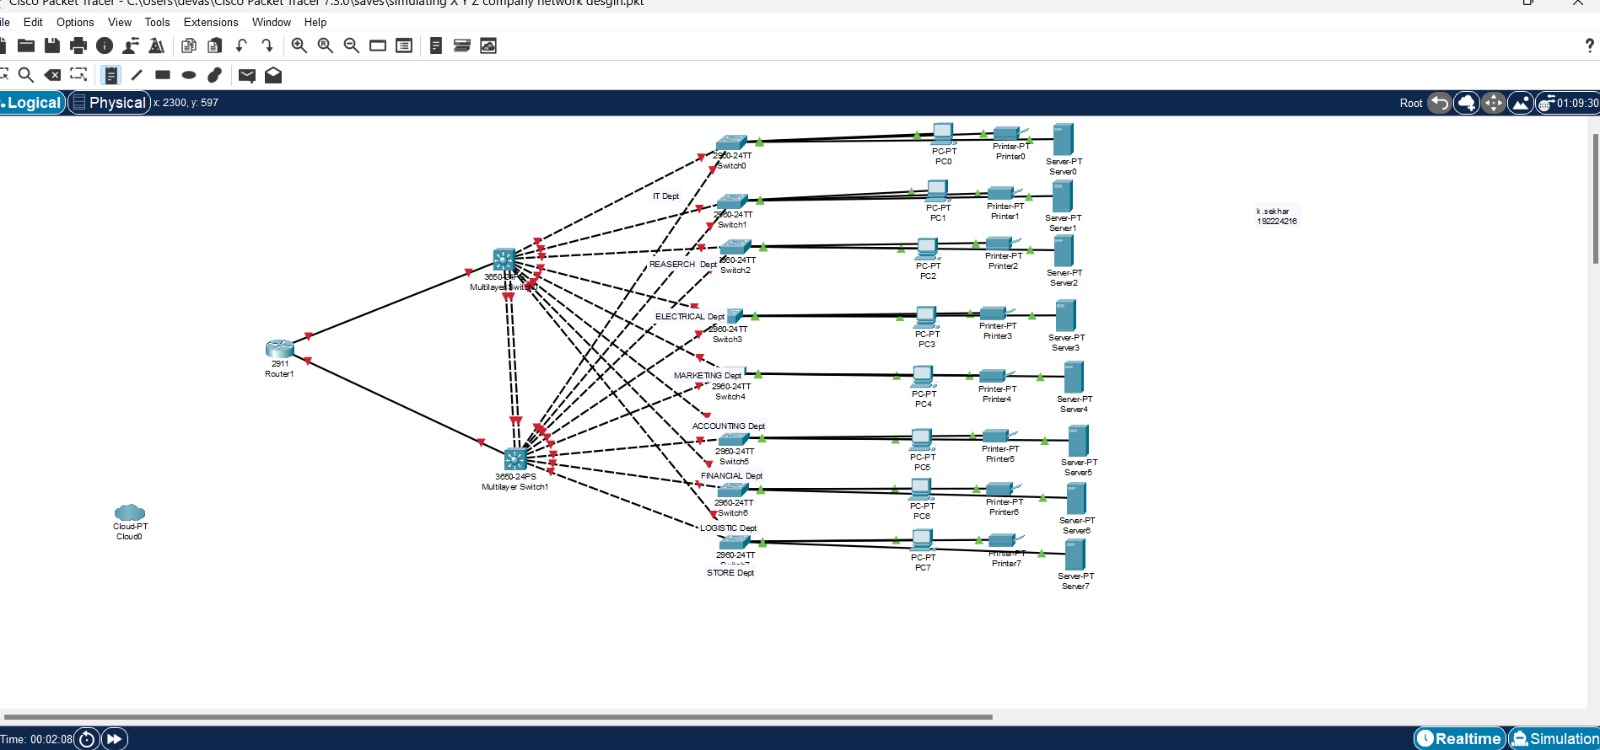 Cisco Packet Tracer - C:\Users\devas\Cisco Packet Tracer 7.3.0\saves\simulating X Y Z company network desgin.pkt
ile Edit Options View Tools Extensions Window Help
?
Logical Physical x: 2300, y: 597
Root 01:09:30
2960-24TT
Switch0
PC-PT
PC0
Printer-PT
Printer0
Server-PT
Server0
IT Dept
2960-24TT
Switch1
PC-PT
PC1
Printer-PT
Printer1
Server-PT
Server1
k.sekhar
192224216
REASERCH Dept
2960-24TT
Switch2
PC-PT
PC2
Printer-PT
Printer2
Server-PT
Server2
3650-24PS
Multilayer Switch0
ELECTRICAL Dept
2960-24TT
Switch3
PC-PT
PC3
Printer-PT
Printer3
Server-PT
Server3
2911
Router1
MARKETING Dept
2960-24TT
Switch4
PC-PT
PC4
Printer-PT
Printer4
Server-PT
Server4
ACCOUNTING Dept
2960-24TT
Switch5
PC-PT
PC5
Printer-PT
Printer5
Server-PT
Server5
3650-24PS
Multilayer Switch1
FINANCIAL Dept
2960-24TT
Switch6
PC-PT
PC6
Printer-PT
Printer6
Server-PT
Server6
Cloud-PT
Cloud0
LOGISTIC Dept
2960-24TT
Switch7
PC-PT
PC7
Printer-PT
Printer7
Server-PT
Server7
STORE Dept
Time: 00:02:08
Realtime Simulation